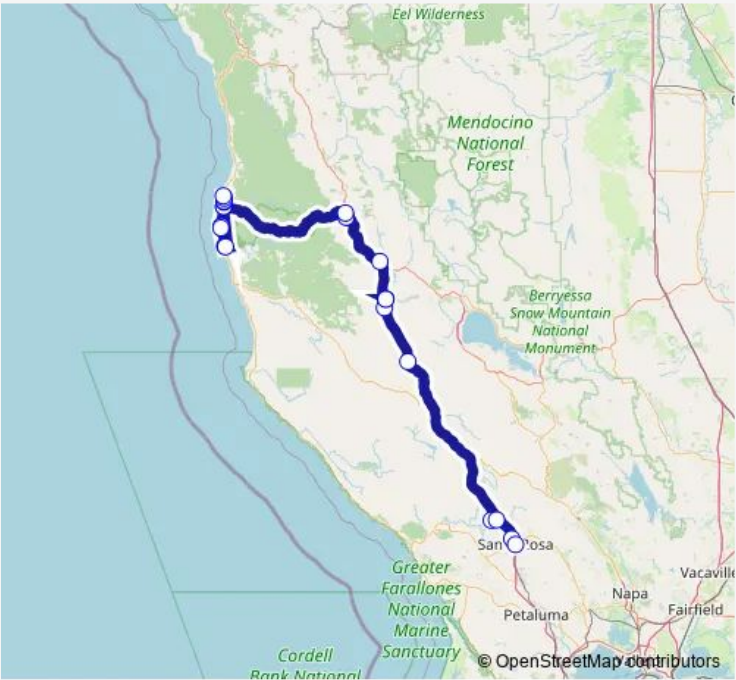 Eel Wilderness
Mendocino
National
Forest
Berryessa
Snow Mountain
National
Monument
San Rosa
Greater
Farallones
National
Marine
Sanctuary
Vacaville
Napa
Fairfield
Petaluma
Cordell
Bank National
© OpenStreetMap contributors